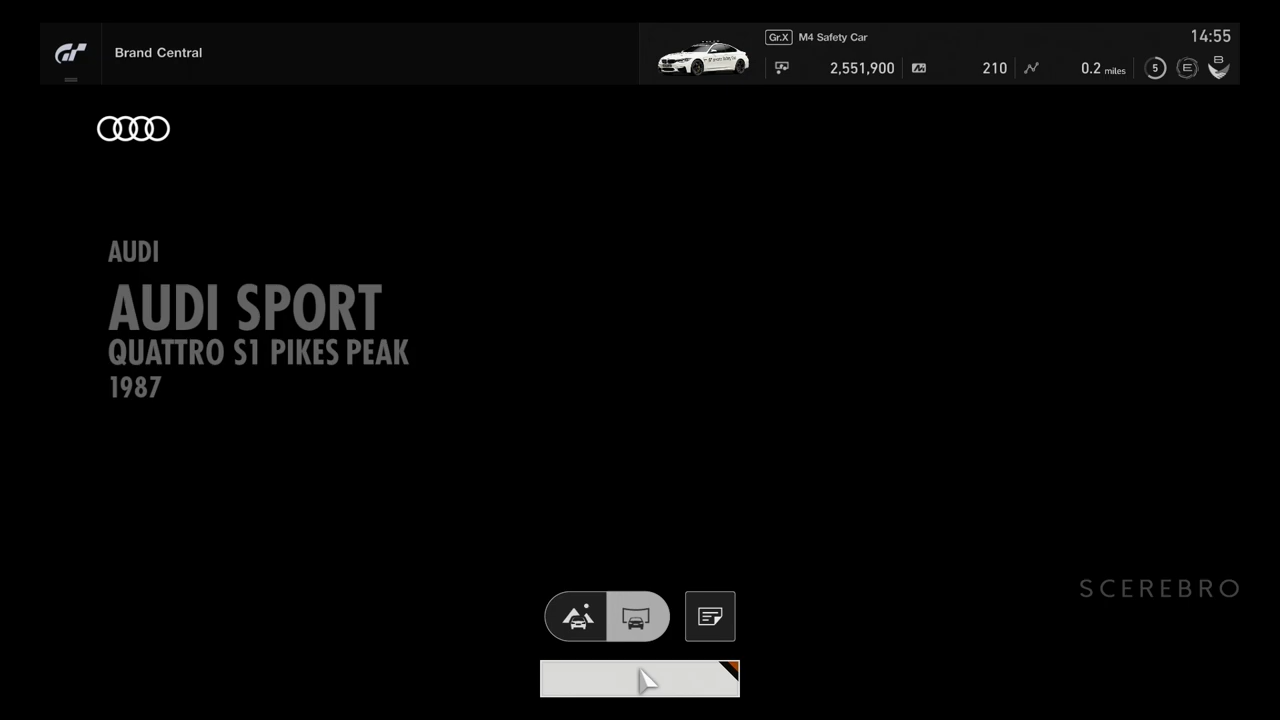 Brand Central
Gr.X M4 Safety Car
14:55
2,551,900
210
0.2 miles
5
E
B
AUDI
AUDI SPORT
QUATTRO S1 PIKES PEAK
1987
SCEREBRO